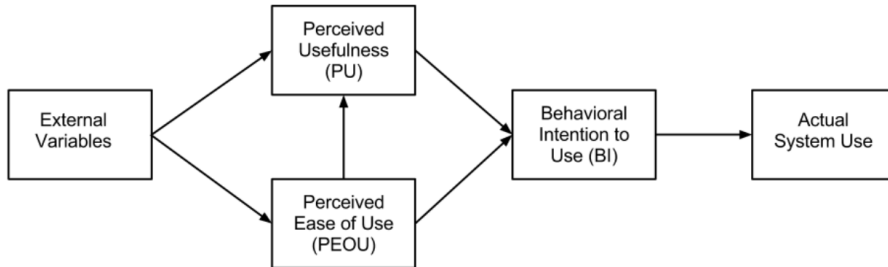 External
Variables
Perceived
Usefulness
(PU)
Perceived
Ease of Use
(PEOU)
Behavioral
Intention to
Use (BI)
Actual
System Use